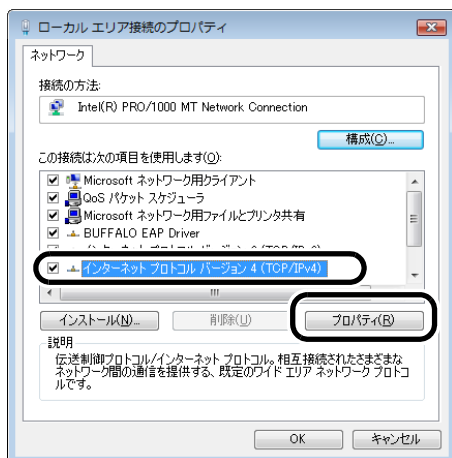 ローカル エリア接続のプロパティ
ネットワーク
接続の方法:
Intel(R) PRO/1000 MT Network Connection
構成(C)...
この接続は次の項目を使用します(O):
Microsoft ネットワーク用クライアント
QoS パケット スケジューラ
Microsoft ネットワーク用ファイルとプリンタ共有
BUFFALO EAP Driver
インターネット プロトコル バージョン 4 (TCP/IPv4)
インストール(N)...
削除(U)
プロパティ(R)
説明
伝送制御プロトコル/インターネット プロトコル。相互接続されたさまざまな
ネットワーク間の通信を提供する、既定のワイド エリア ネットワーク プロトコ
ルです。
OK
キャンセル